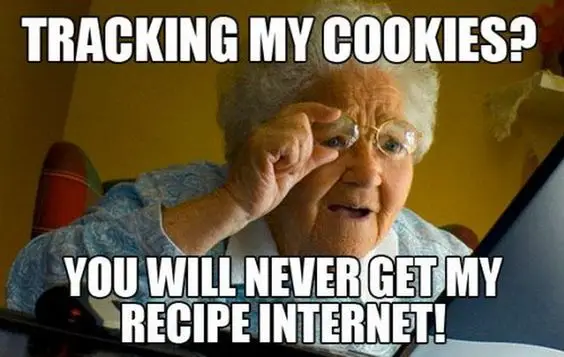 TRACKING MY COOKIES?
YOU WILL NEVER GET MY
RECIPE INTERNET!